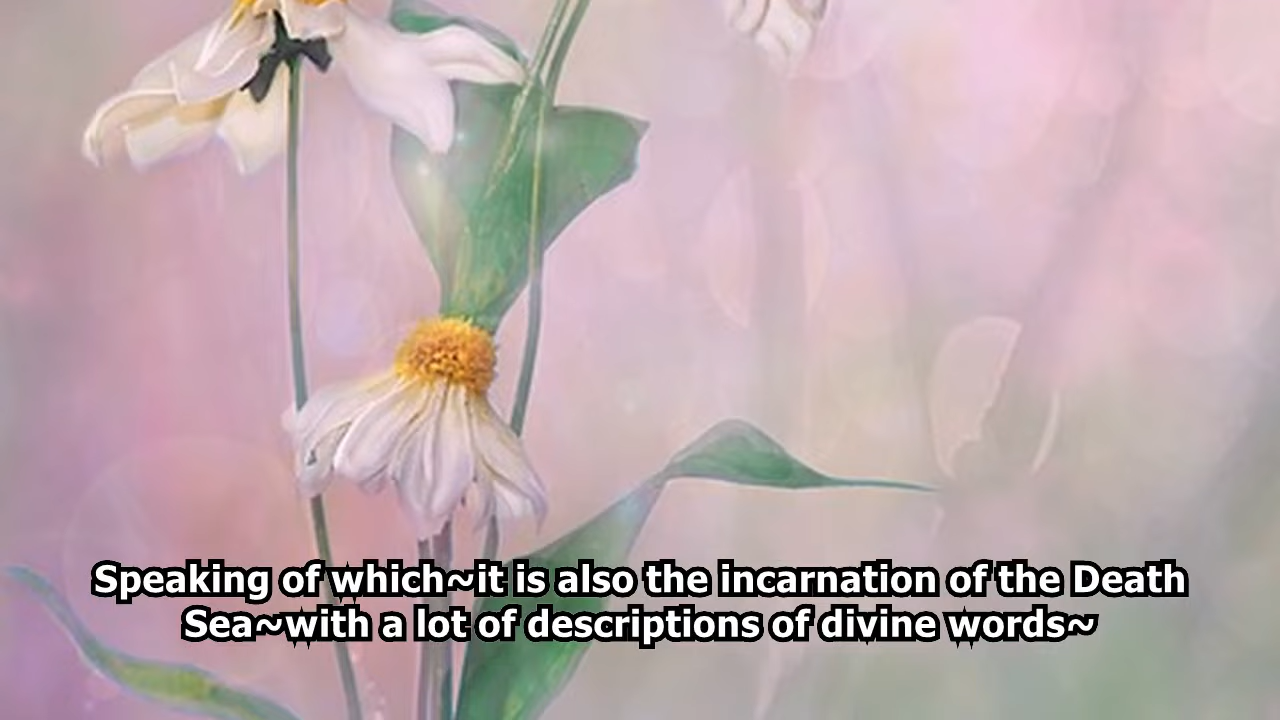 Speaking of which~it is also the incarnation of the Death
Sea~with a lot of descriptions of divine words~